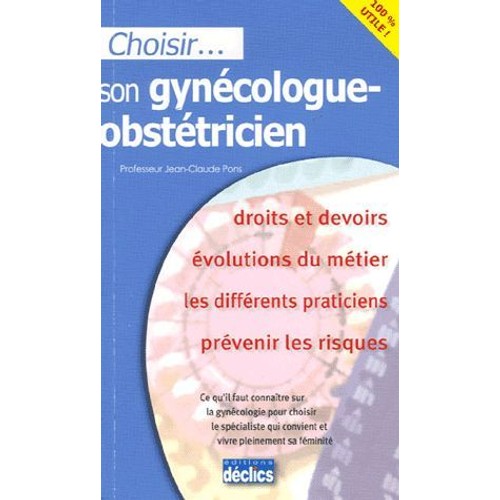 100 %
UTILE !
Choisir...
son gynécologue-
obstétricien
Professeur Jean-Claude Pons
droits et devoirs
évolutions du métier
les différents praticiens
prévenir les risques
Ce qu'il faut connaître sur
la gynécologie pour choisir
le spécialiste qui convient et
vivre pleinement sa féminité
éditions
déclics